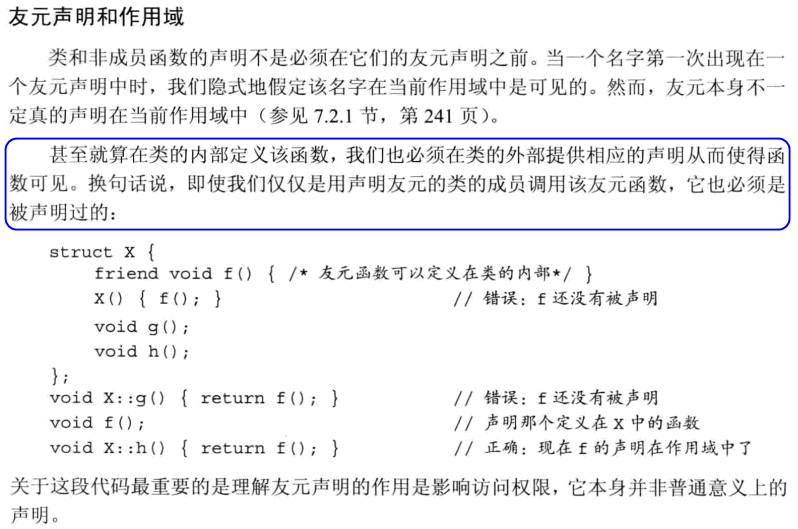 友元声明和作用域
类和非成员函数的声明不是必须在它们的友元声明之前。当一个名字第一次出现在一
个友元声明中时，我们隐式地假定该名字在当前作用域中是可见的。然而，友元本身不一
定真的声明在当前作用域中（参见 7.2.1 节，第 241 页）。
甚至就算在类的内部定义该函数，我们也必须在类的外部提供相应的声明从而使得函
数可见。换句话说，即使我们仅仅是用声明友元的类的成员调用该友元函数，它也必须是
被声明过的：
struct X {
friend void f() { /* 友元函数可以定义在类的内部*/ }
X() { f(); } // 错误：f 还没有被声明
void g();
void h();
};
void X::g() { return f(); } // 错误：f 还没有被声明
void f(); // 声明那个定义在 X 中的函数
void X::h() { return f(); } // 正确：现在 f 的声明在作用域中了
关于这段代码最重要的是理解友元声明的作用是影响访问权限，它本身并非普通意义上的
声明。